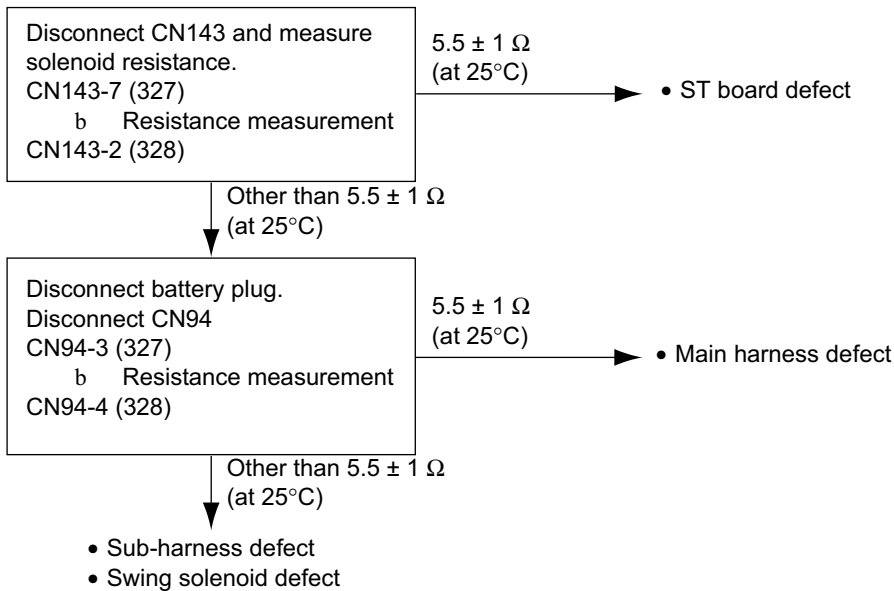 Disconnect CN143 and measure
solenoid resistance.
CN143-7 (327)
b Resistance measurement
CN143-2 (328)
5.5 ± 1 Ω
(at 25°C)
• ST board defect
Other than 5.5 ± 1 Ω
(at 25°C)
Disconnect battery plug.
Disconnect CN94
CN94-3 (327)
b Resistance measurement
CN94-4 (328)
5.5 ± 1 Ω
(at 25°C)
• Main harness defect
Other than 5.5 ± 1 Ω
(at 25°C)
• Sub-harness defect
• Swing solenoid defect